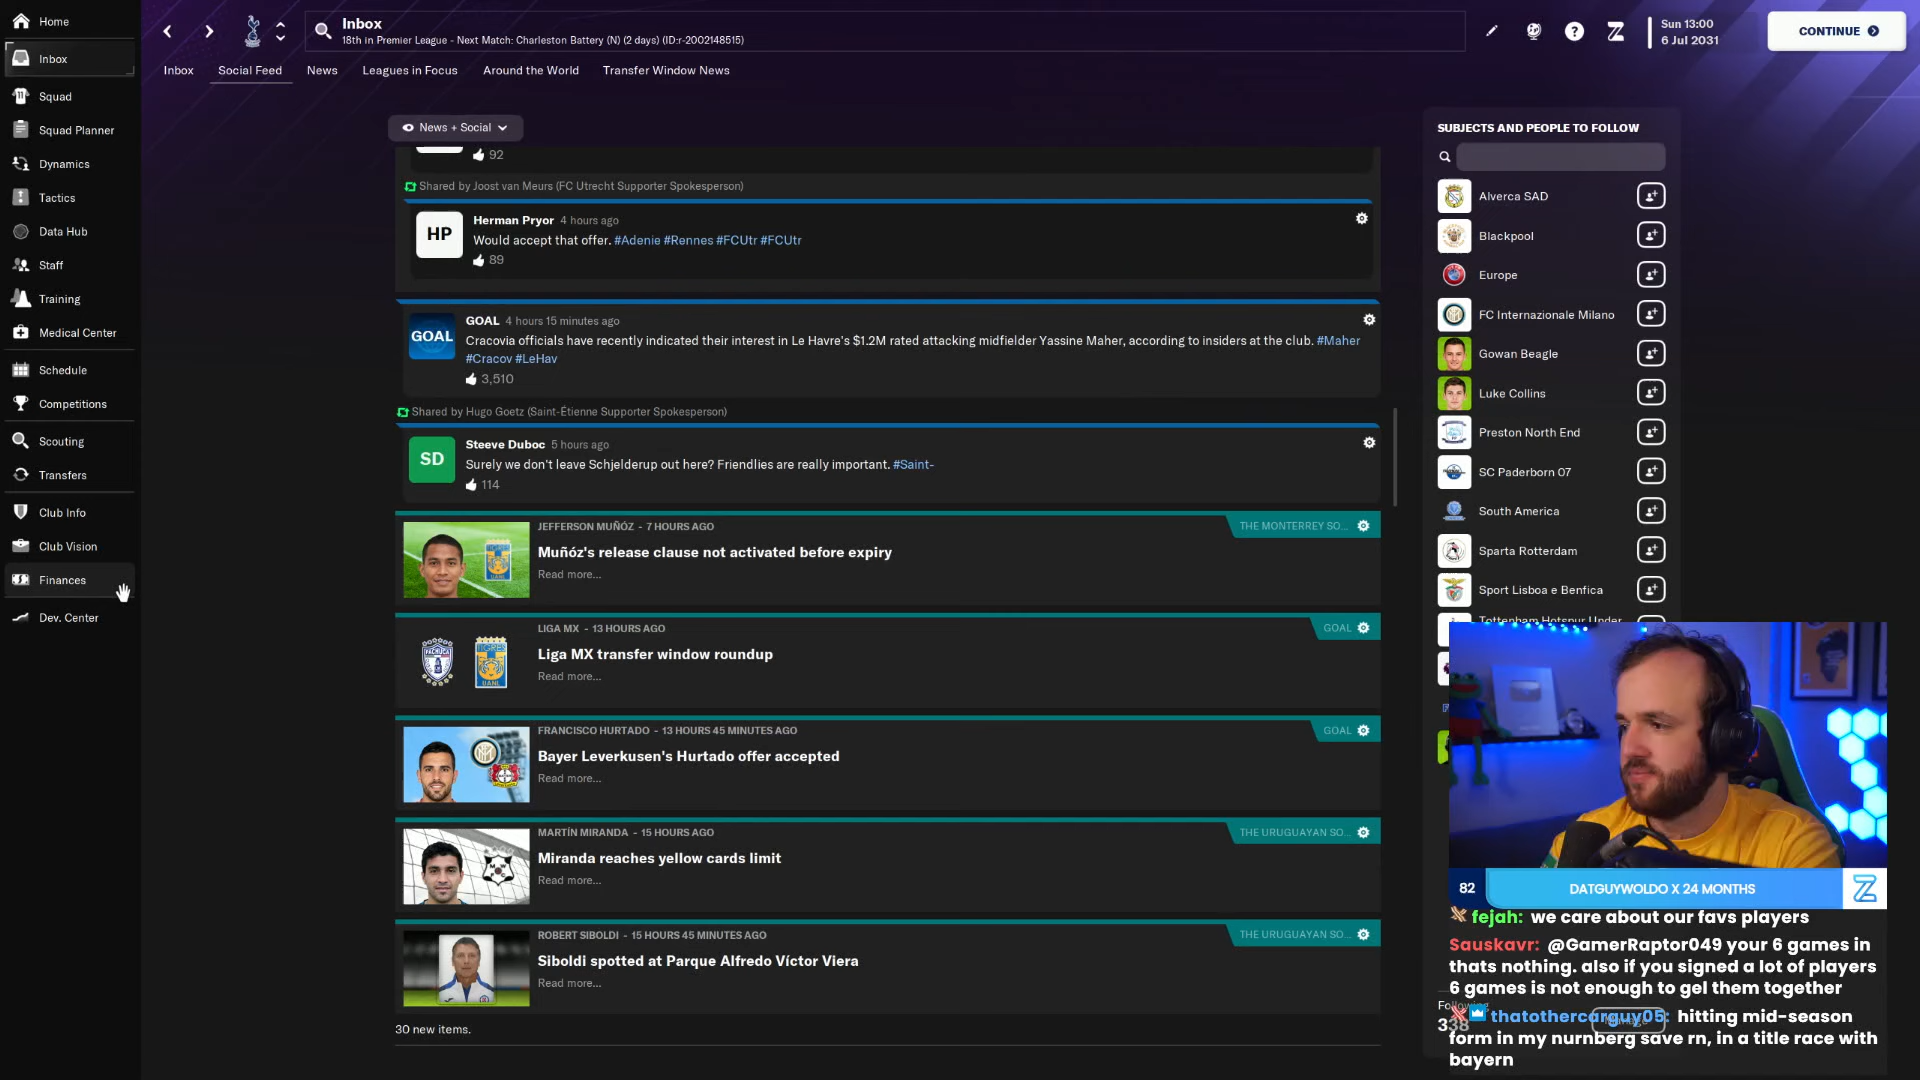 Home
Inbox
Squad
Squad Planner
Dynamics
Tactics
Data Hub
Staff
Training
Medical Center
Schedule
Competitions
Scouting
Transfers
Club Info
Club Vision
Finances
Dev. Center
Inbox
18th in Premier League - Next Match: Charleston Battery (N) (2 days) (ID:r-2002148515)
Sun 13:00
6 Jul 2031
CONTINUE
Inbox
Social Feed
News
Leagues in Focus
Around the World
Transfer Window News
News + Social
92
Shared by Joost van Meurs (FC Utrecht Supporter Spokesperson)
HP
Herman Pryor 4 hours ago
Would accept that offer. #Adenie #Rennes #FCUtr #FCUtr
89
GOAL
GOAL 4 hours 15 minutes ago
Cracovia officials have recently indicated their interest in Le Havre's $1.2M rated attacking midfielder Yassine Maher, according to insiders at the club. #Maher
#Cracov #LeHav
3,510
Shared by Hugo Goetz (Saint-Étienne Supporter Spokesperson)
SD
Steeve Duboc 5 hours ago
Surely we don't leave Schjelderup out here? Friendlies are really important. #Saint-
114
JEFFERSON MUÑÓZ - 7 HOURS AGO
THE MONTERREY SO...
Muñóz's release clause not activated before expiry
Read more...
LIGA MX - 13 HOURS AGO
GOAL
Liga MX transfer window roundup
Read more...
FRANCISCO HURTADO - 13 HOURS 45 MINUTES AGO
GOAL
Bayer Leverkusen's Hurtado offer accepted
Read more...
MARTÍN MIRANDA - 15 HOURS AGO
THE URUGUAYAN SO...
Miranda reaches yellow cards limit
Read more...
ROBERT SIBOLDI - 15 HOURS 45 MINUTES AGO
THE URUGUAYAN SO...
Siboldi spotted at Parque Alfredo Víctor Viera
Read more...
30 new items.
SUBJECTS AND PEOPLE TO FOLLOW
Alverca SAD
Blackpool
Europe
FC Internazionale Milano
Gowan Beagle
Luke Collins
Preston North End
SC Paderborn 07
South America
Sparta Rotterdam
Sport Lisboa e Benfica
Tottenham Hotspur Under
82
DATGUYWOLDO X 24 MONTHS
fejah: we care about our favs players
Sauskavr: @GamerRaptor049 your 6 games in
thats nothing. also if you signed a lot of players
6 games is not enough to gel them together
Following
338
thatothercarguy05: hitting mid-season
form in my nurnberg save rn, in a title race with
bayern